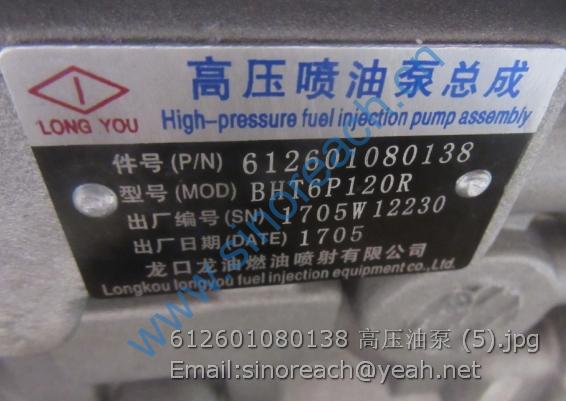 LONG YOU
高压喷油泵总成
High-pressure fuel injection pump assembly
件号(P/N) 612601080138
型号(MOD) BHT6P120R
出厂编号(SN) 1705W12230
出厂日期(DATE) 1705
龙口龙油燃油喷射有限公司
Longkou longyou fuel injection equipment co.,Ltd.
www.sinoreach.cn
612601080138 高压油泵 (5).jpg
Email:sinoreach@yeah.net